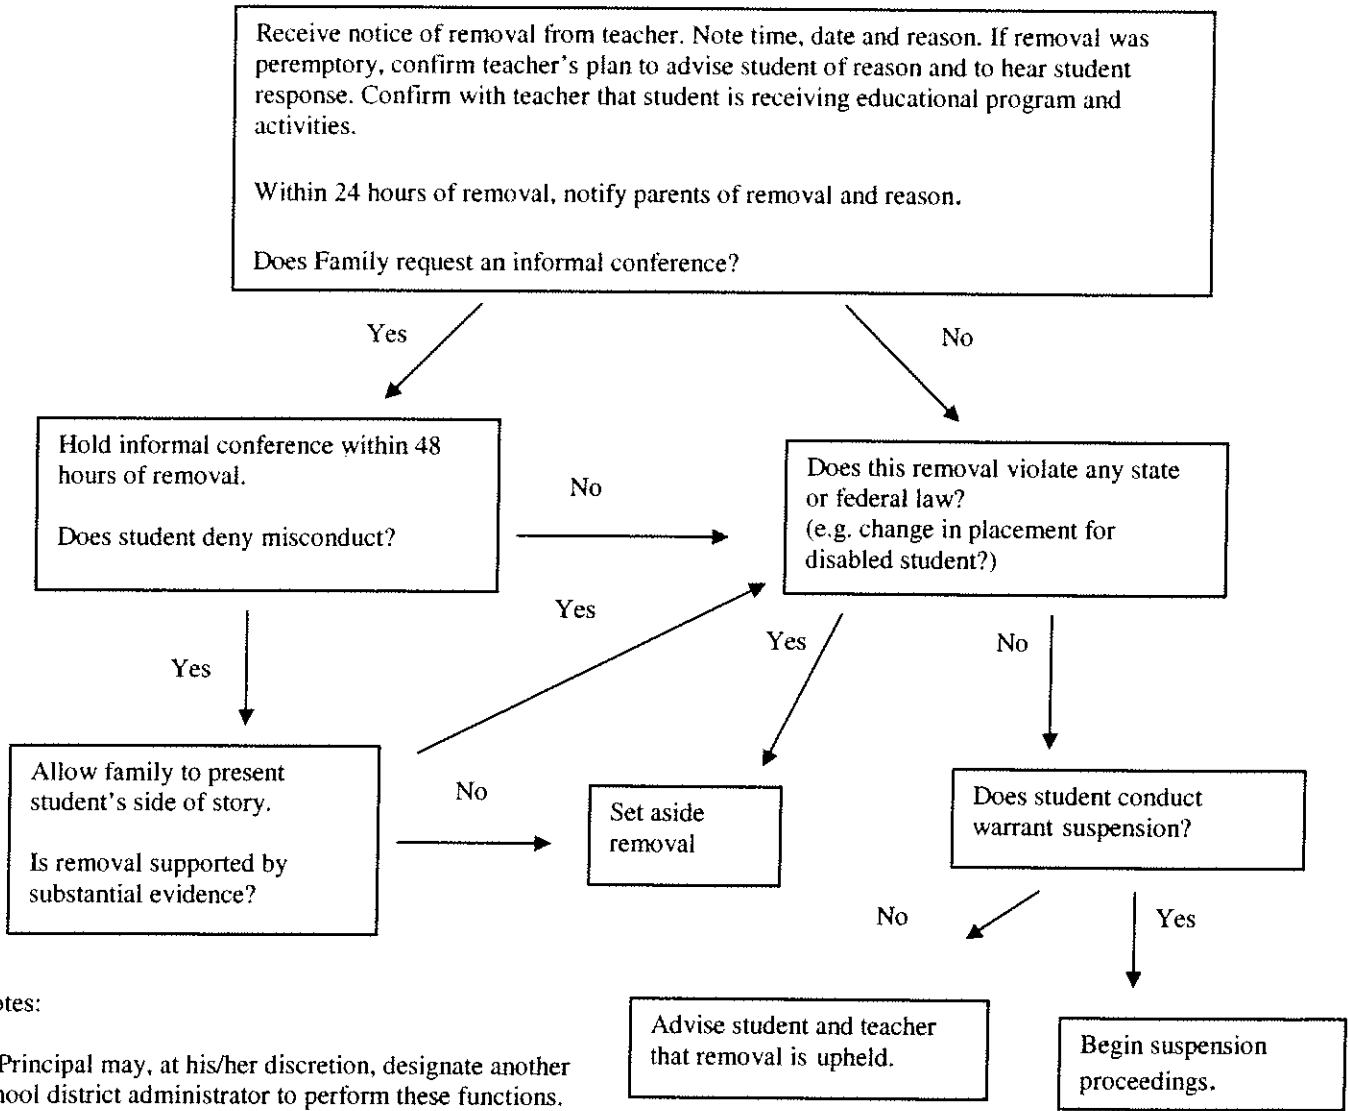 Receive notice of removal from teacher. Note time, date and reason. If removal was
peremptory, confirm teacher's plan to advise student of reason and to hear student
response. Confirm with teacher that student is receiving educational program and
activities.
Within 24 hours of removal, notify parents of removal and reason.
Does Family request an informal conference?
Yes
No
Hold informal conference within 48
hours of removal.
Does student deny misconduct?
No
Does this removal violate any state
or federal law?
(e.g. change in placement for
disabled student?)
Yes
Yes
Yes
No
Allow family to present
student's side of story.
Is removal supported by
substantial evidence?
No
Set aside
removal
Does student conduct
warrant suspension?
No
Yes
otes:
Principal may, at his/her discretion, designate another
hool district administrator to perform these functions.
Advise student and teacher
that removal is upheld.
Begin suspension
proceedings.